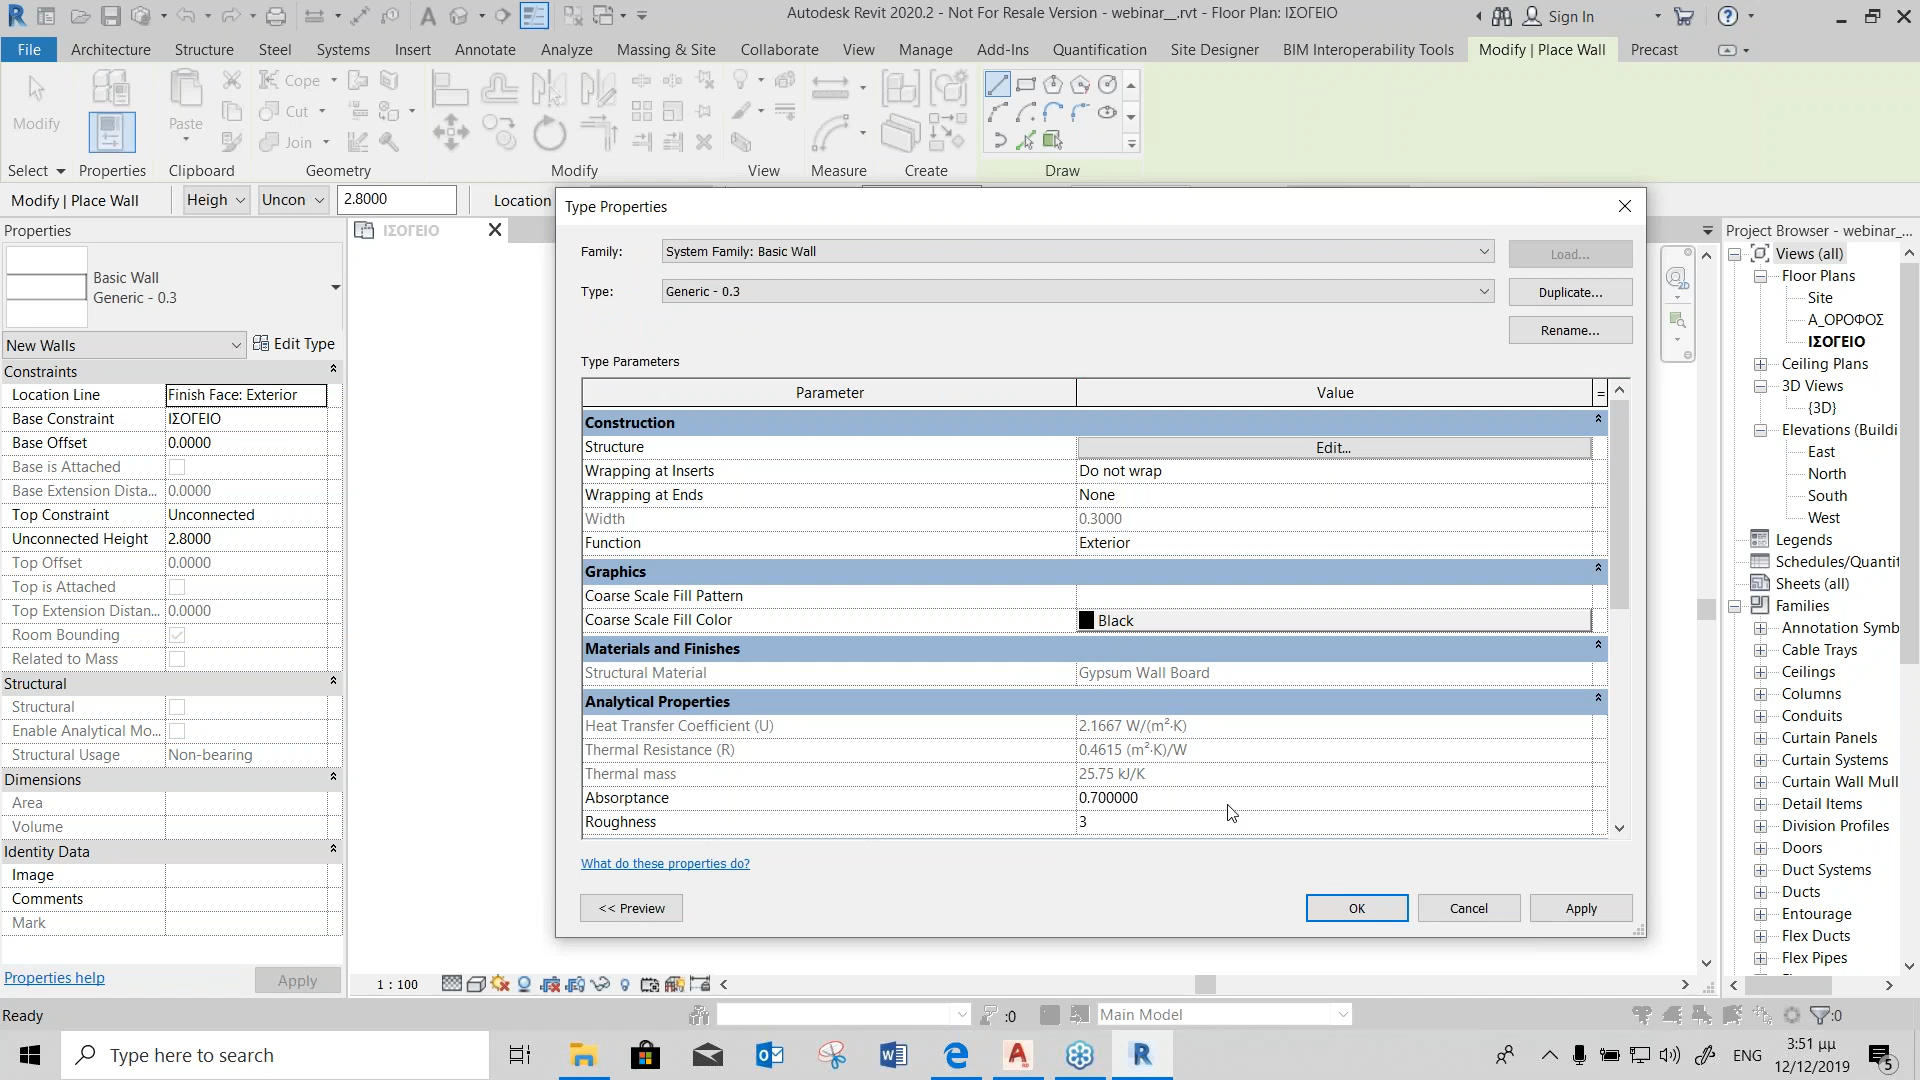 Autodesk Revit 2020.2 - Not For Resale Version - webinar__.rvt - Floor Plan: ΙΣΟΓΕΙΟ
Sign In
File
Architecture
Structure
Steel
Systems
Insert
Annotate
Analyze
Massing & Site
Collaborate
View
Manage
Add-Ins
Quantification
Site Designer
BIM Interoperability Tools
Modify | Place Wall
Precast
Modify
Paste
Cope
Cut
Join
Select
Properties
Clipboard
Geometry
Modify
View
Measure
Create
Draw
Modify | Place Wall
Heigh
Uncon
2.8000
Location
Properties
Basic Wall
Generic - 0.3
New Walls
Edit Type
Constraints
Location Line Finish Face: Exterior
Base Constraint ΙΣΟΓΕΙΟ
Base Offset 0.0000
Base is Attached
Base Extension Dista... 0.0000
Top Constraint Unconnected
Unconnected Height 2.8000
Top Offset 0.0000
Top is Attached
Top Extension Distan... 0.0000
Room Bounding
Related to Mass
Structural
Structural
Enable Analytical Mo...
Structural Usage Non-bearing
Dimensions
Area
Volume
Identity Data
Image
Comments
Mark
Properties help
Apply
ΙΣΟΓΕΙΟ
Type Properties
Family: System Family: Basic Wall
Load...
Type: Generic - 0.3
Duplicate...
Rename...
Type Parameters
Parameter Value =
Construction
Structure Edit...
Wrapping at Inserts Do not wrap
Wrapping at Ends None
Width 0.3000
Function Exterior
Graphics
Coarse Scale Fill Pattern
Coarse Scale Fill Color Black
Materials and Finishes
Structural Material Gypsum Wall Board
Analytical Properties
Heat Transfer Coefficient (U) 2.1667 W/(m²·K)
Thermal Resistance (R) 0.4615 (m²·K)/W
Thermal mass 25.75 kJ/K
Absorptance 0.700000
Roughness 3
What do these properties do?
<< Preview
OK
Cancel
Apply
2D
Project Browser - webinar_...
Views (all)
Floor Plans
Site
Α_ΟΡΟΦΟΣ
ΙΣΟΓΕΙΟ
Ceiling Plans
3D Views
{3D}
Elevations (Buildi
East
North
South
West
Legends
Schedules/Quantit
Sheets (all)
Families
Annotation Symb
Cable Trays
Ceilings
Columns
Conduits
Curtain Panels
Curtain Systems
Curtain Wall Mull
Detail Items
Division Profiles
Doors
Duct Systems
Ducts
Entourage
Flex Ducts
Flex Pipes
1 : 100
Ready
:0
Main Model
:0
Type here to search
ENG
3:51 μμ
12/12/2019
5